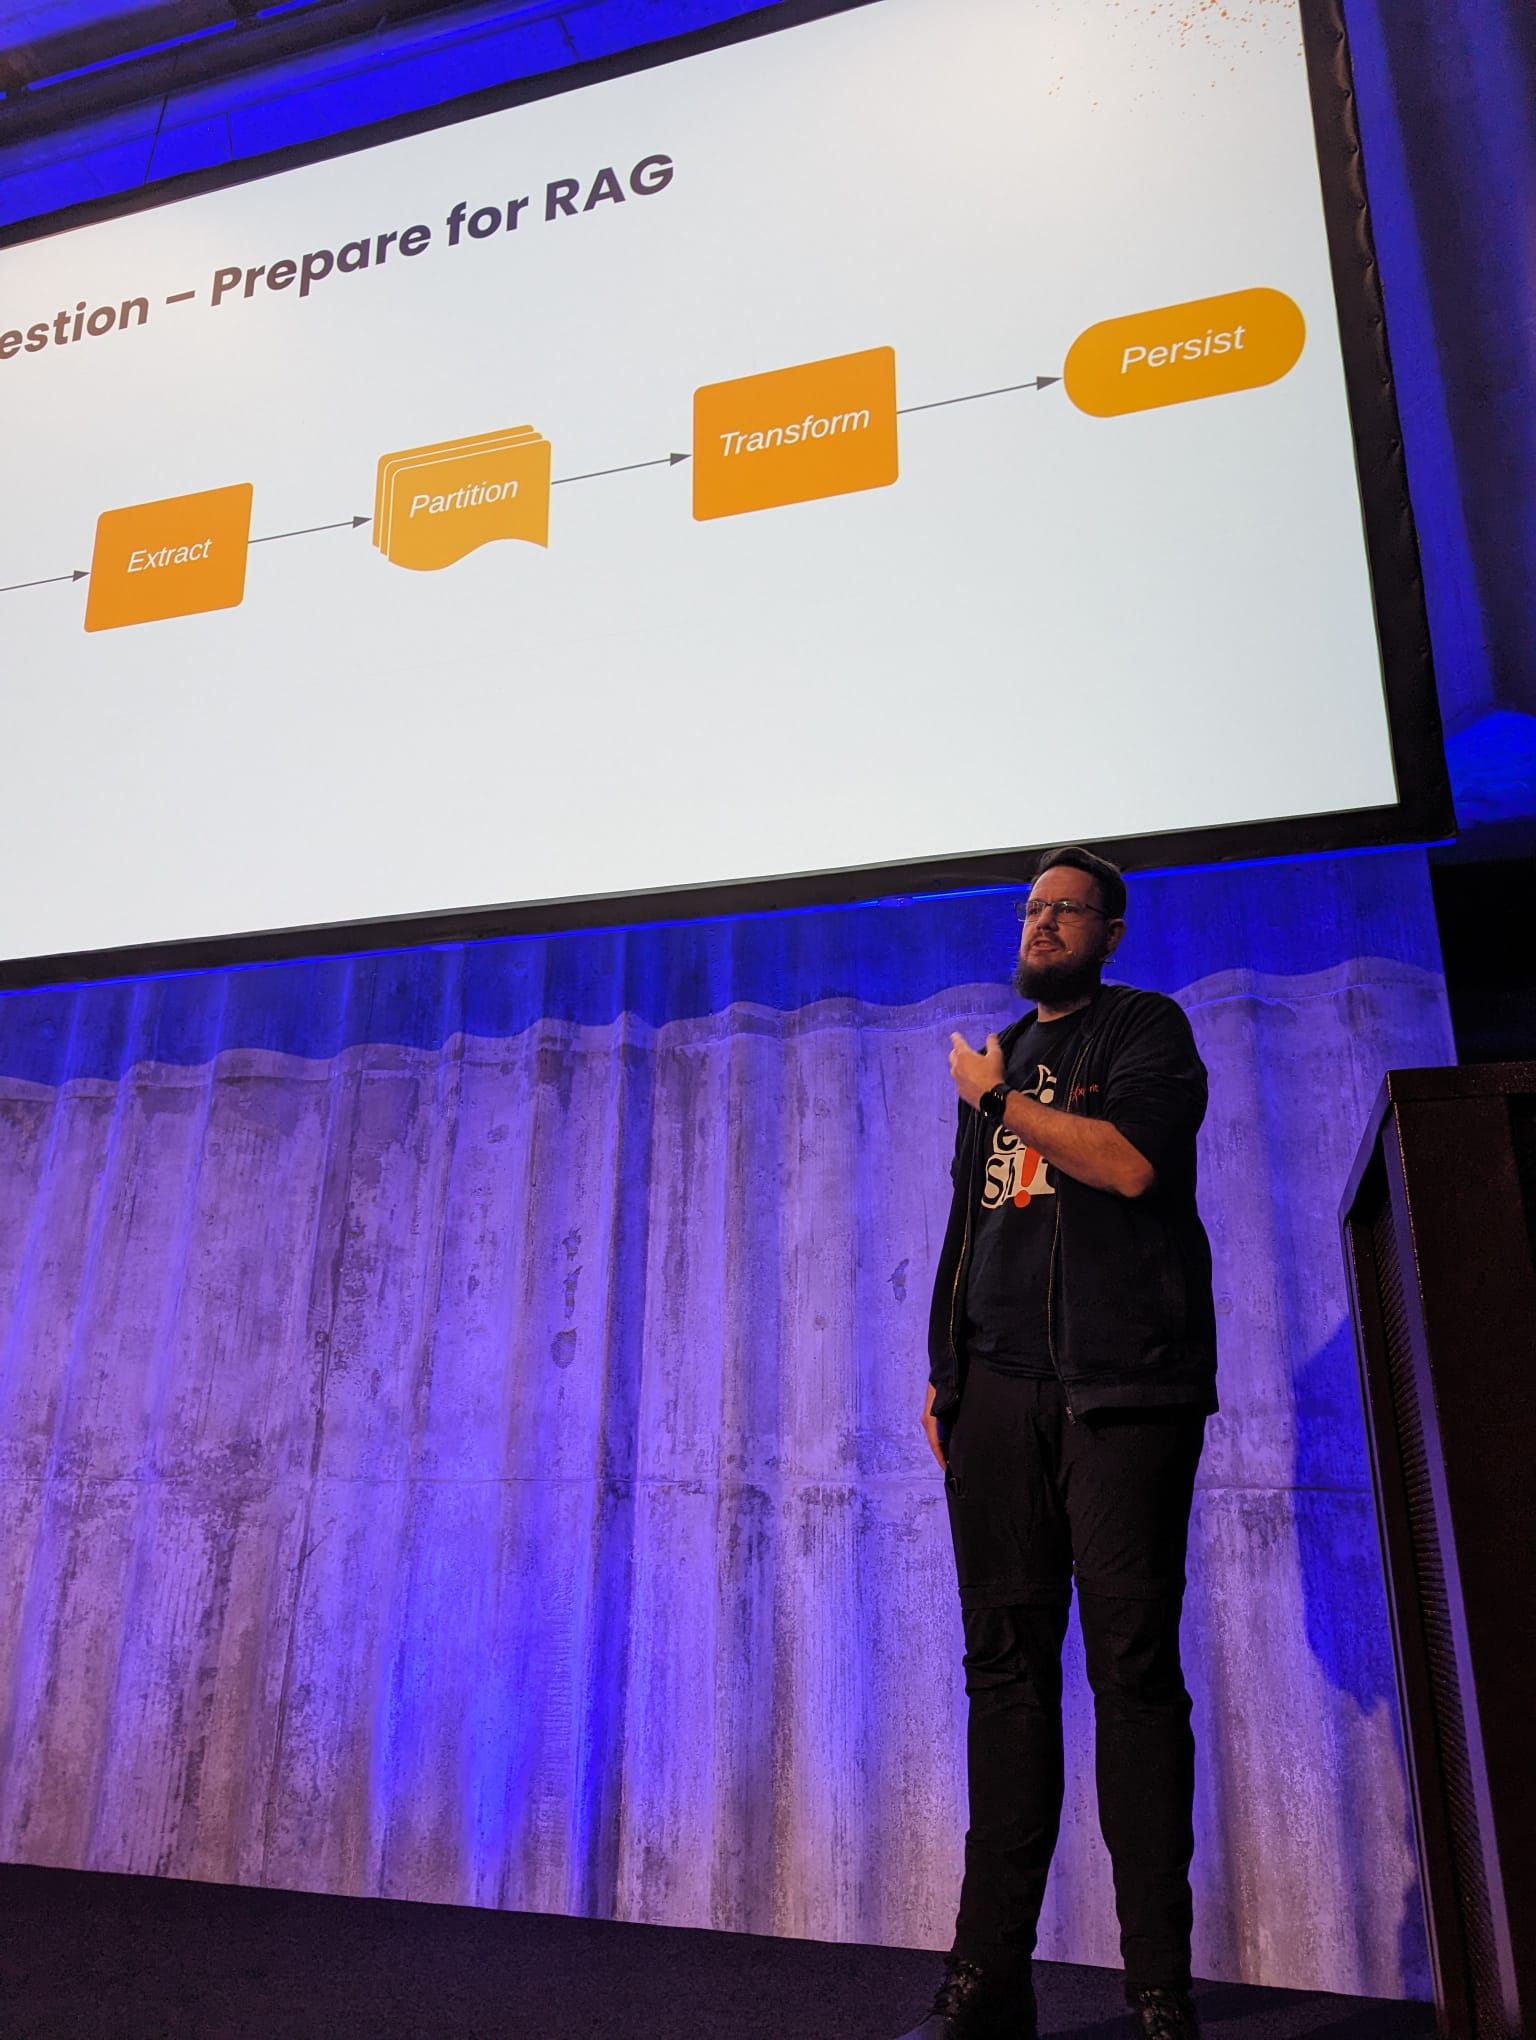 estion – Prepare for RAG
Extract
Partition
Transform
Persist